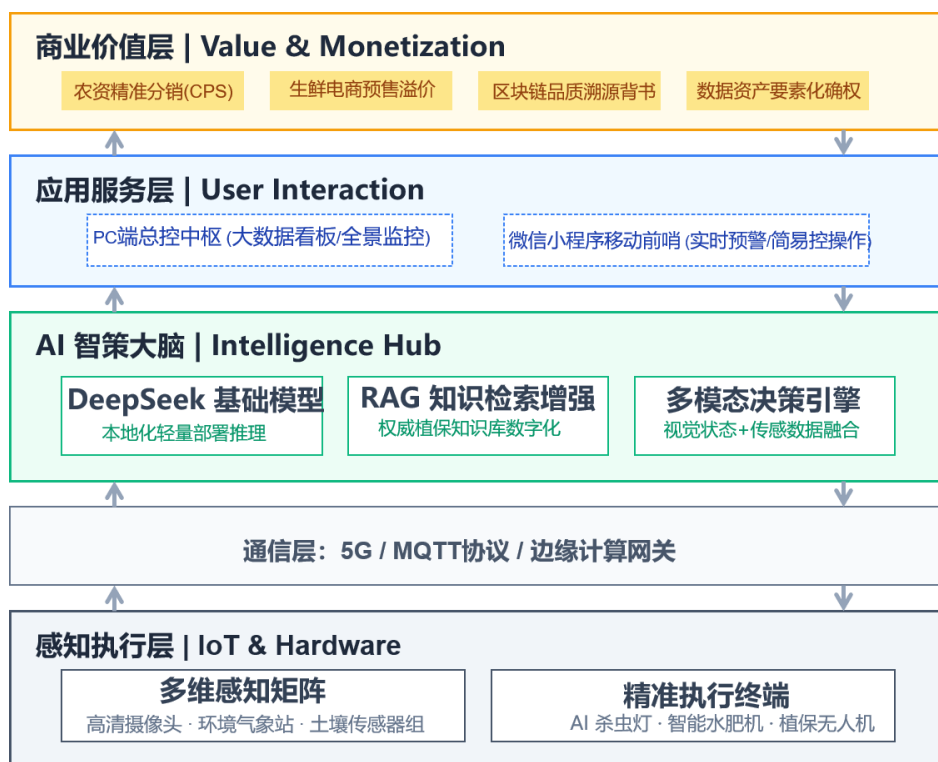 商业价值层 | Value & Monetization
农资精准分销(CPS)
生鲜电商预售溢价
区块链品质溯源背书
数据资产要素化确权
应用服务层 | User Interaction
PC端总控中枢 (大数据看板/全景监控)
微信小程序移动前哨 (实时预警/简易控操作)
AI 智策大脑 | Intelligence Hub
DeepSeek 基础模型
本地化轻量部署推理
RAG 知识检索增强
权威植保知识库数字化
多模态决策引擎
视觉状态+传感数据融合
通信层：5G / MQTT协议 / 边缘计算网关
感知执行层 | IoT & Hardware
多维感知矩阵
高清摄像头 · 环境气象站 · 土壤传感器组
精准执行终端
AI 杀虫灯 · 智能水肥机 · 植保无人机